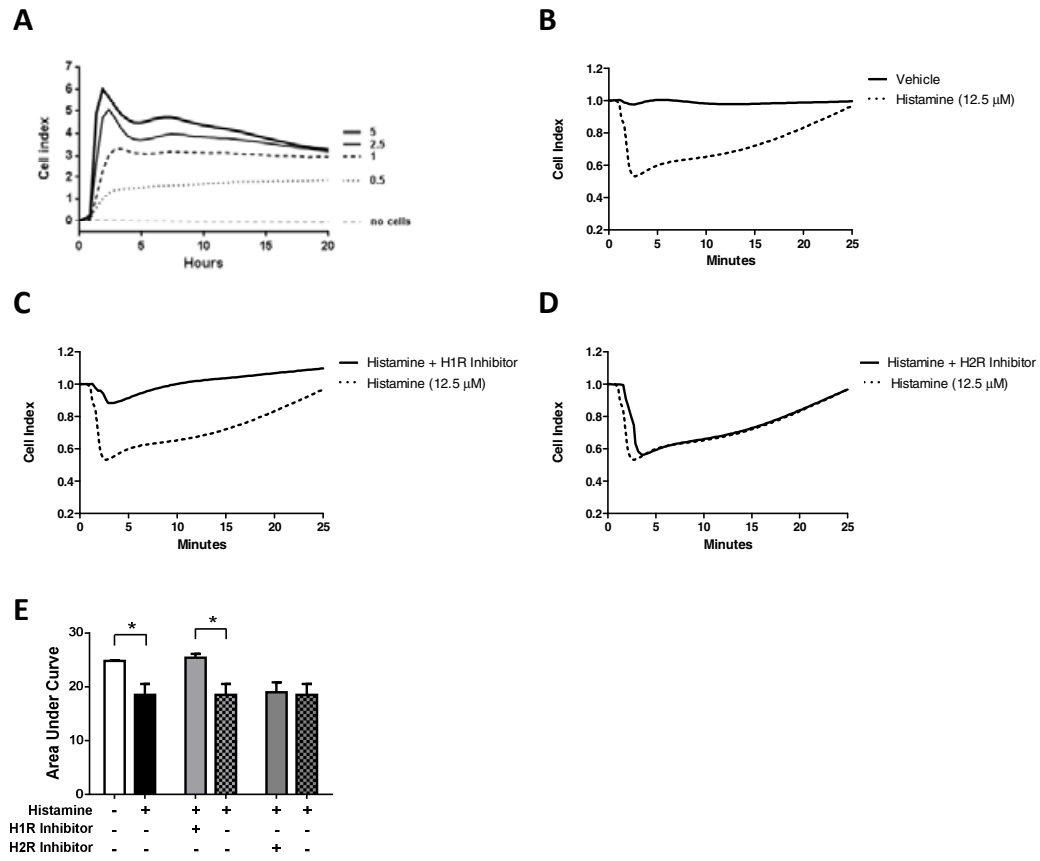 A
7
6
5
4
3
2
1
0
Cell index
0 5 10 15 20
Hours
5
2.5
1
0.5
no cells
B
1.2
1.0
0.8
0.6
0.4
0.2
Cell Index
0 5 10 15 20 25
Minutes
Vehicle
Histamine (12.5 μM)
C
1.2
1.0
0.8
0.6
0.4
0.2
Cell Index
0 5 10 15 20 25
Minutes
Histamine + H1R Inhibitor
Histamine (12.5 μM)
D
1.2
1.0
0.8
0.6
0.4
0.2
Cell Index
0 5 10 15 20 25
Minutes
Histamine + H2R Inhibitor
Histamine (12.5 μM)
E
30
20
10
0
Area Under Curve
* *
Histamine - + + + + +
H1R Inhibitor - - + - - -
H2R Inhibitor - - - - + -